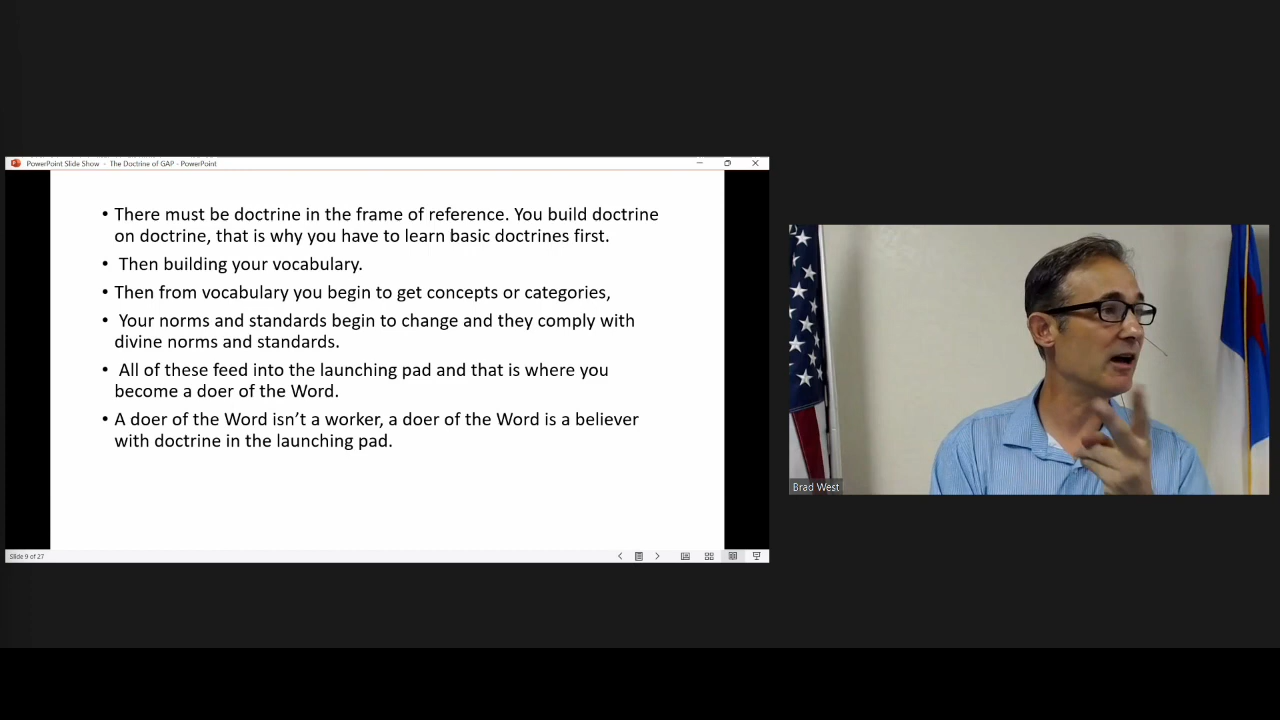 PowerPoint Slide Show - The Doctrine of GAP - PowerPoint
• There must be doctrine in the frame of reference. You build doctrine
on doctrine, that is why you have to learn basic doctrines first.
• Then building your vocabulary.
• Then from vocabulary you begin to get concepts or categories,
• Your norms and standards begin to change and they comply with
divine norms and standards.
• All of these feed into the launching pad and that is where you
become a doer of the Word.
• A doer of the Word isn’t a worker, a doer of the Word is a believer
with doctrine in the launching pad.
Slide 9 of 27
Brad West